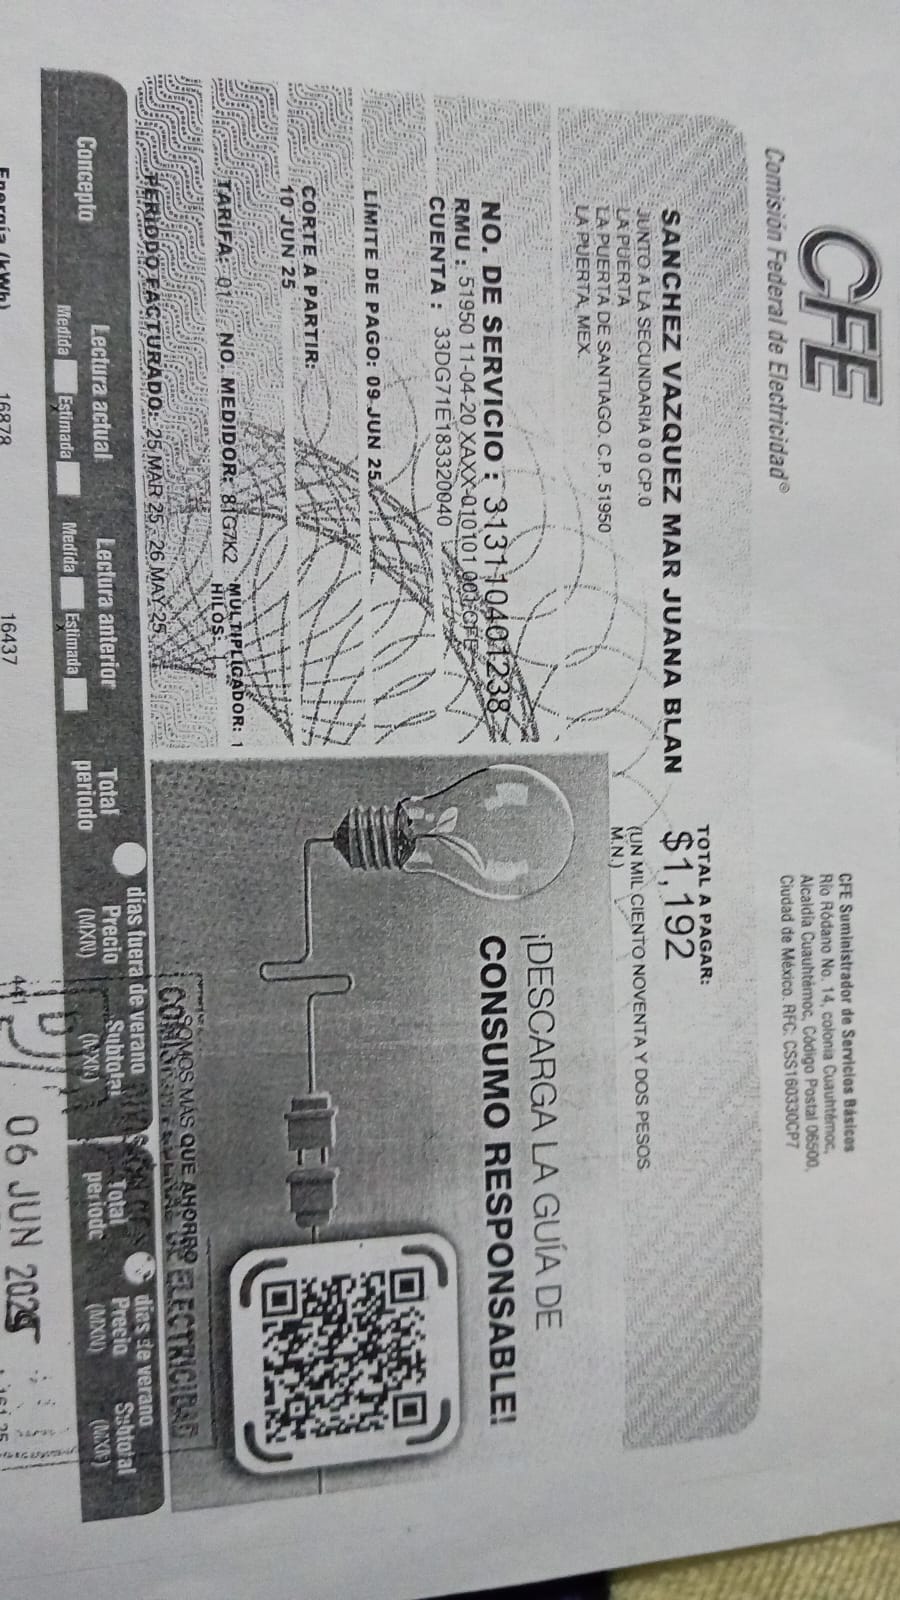 CFE
Comisión Federal de Electricidad®
CFE Suministrador de Servicios Básicos
Río Ródano No. 14, colonia Cuauhtémoc,
Alcaldía Cuauhtémoc, Código Postal 06500,
Ciudad de México. RFC: CSS160330CP7
SANCHEZ VAZQUEZ MAR JUANA BLAN
JUNTO A LA SECUNDARIA 0 0 CP.0
LA PUERTA
LA PUERTA DE SANTIAGO. C.P. 51950
LA PUERTA, MEX.
TOTAL A PAGAR:
$1,192
(UN MIL CIENTO NOVENTA Y DOS PESOS
M.N.)
NO. DE SERVICIO : 313110401238
RMU : 51950 11-04-20 XAXX-010101 001 CFE
CUENTA : 33DG71E183320040
LÍMITE DE PAGO: 09 JUN 25
CORTE A PARTIR:
10 JUN 25
TARIFA: 01 NO. MEDIDOR: 81G7K2 MULTIPLICADOR: 1
HILOS: 1
PERIODO FACTURADO: 25 MAR 25 26 MAY 25
¡DESCARGA LA GUÍA DE
CONSUMO RESPONSABLE!
SOMOS MÁS QUE AHORRO
DE ELECTRICIDAD
Concepto
Lectura actual
Medida Estimada
Lectura anterior
Medida Estimada
Total
periodo
días fuera de verano
Precio
(MXN)
Subtotal
(MXN)
Total
periodo
días de verano
Precio
(MXN)
Subtotal
(MXN)
Energía (kWh) 16878 16437 441
06 JUN 2025